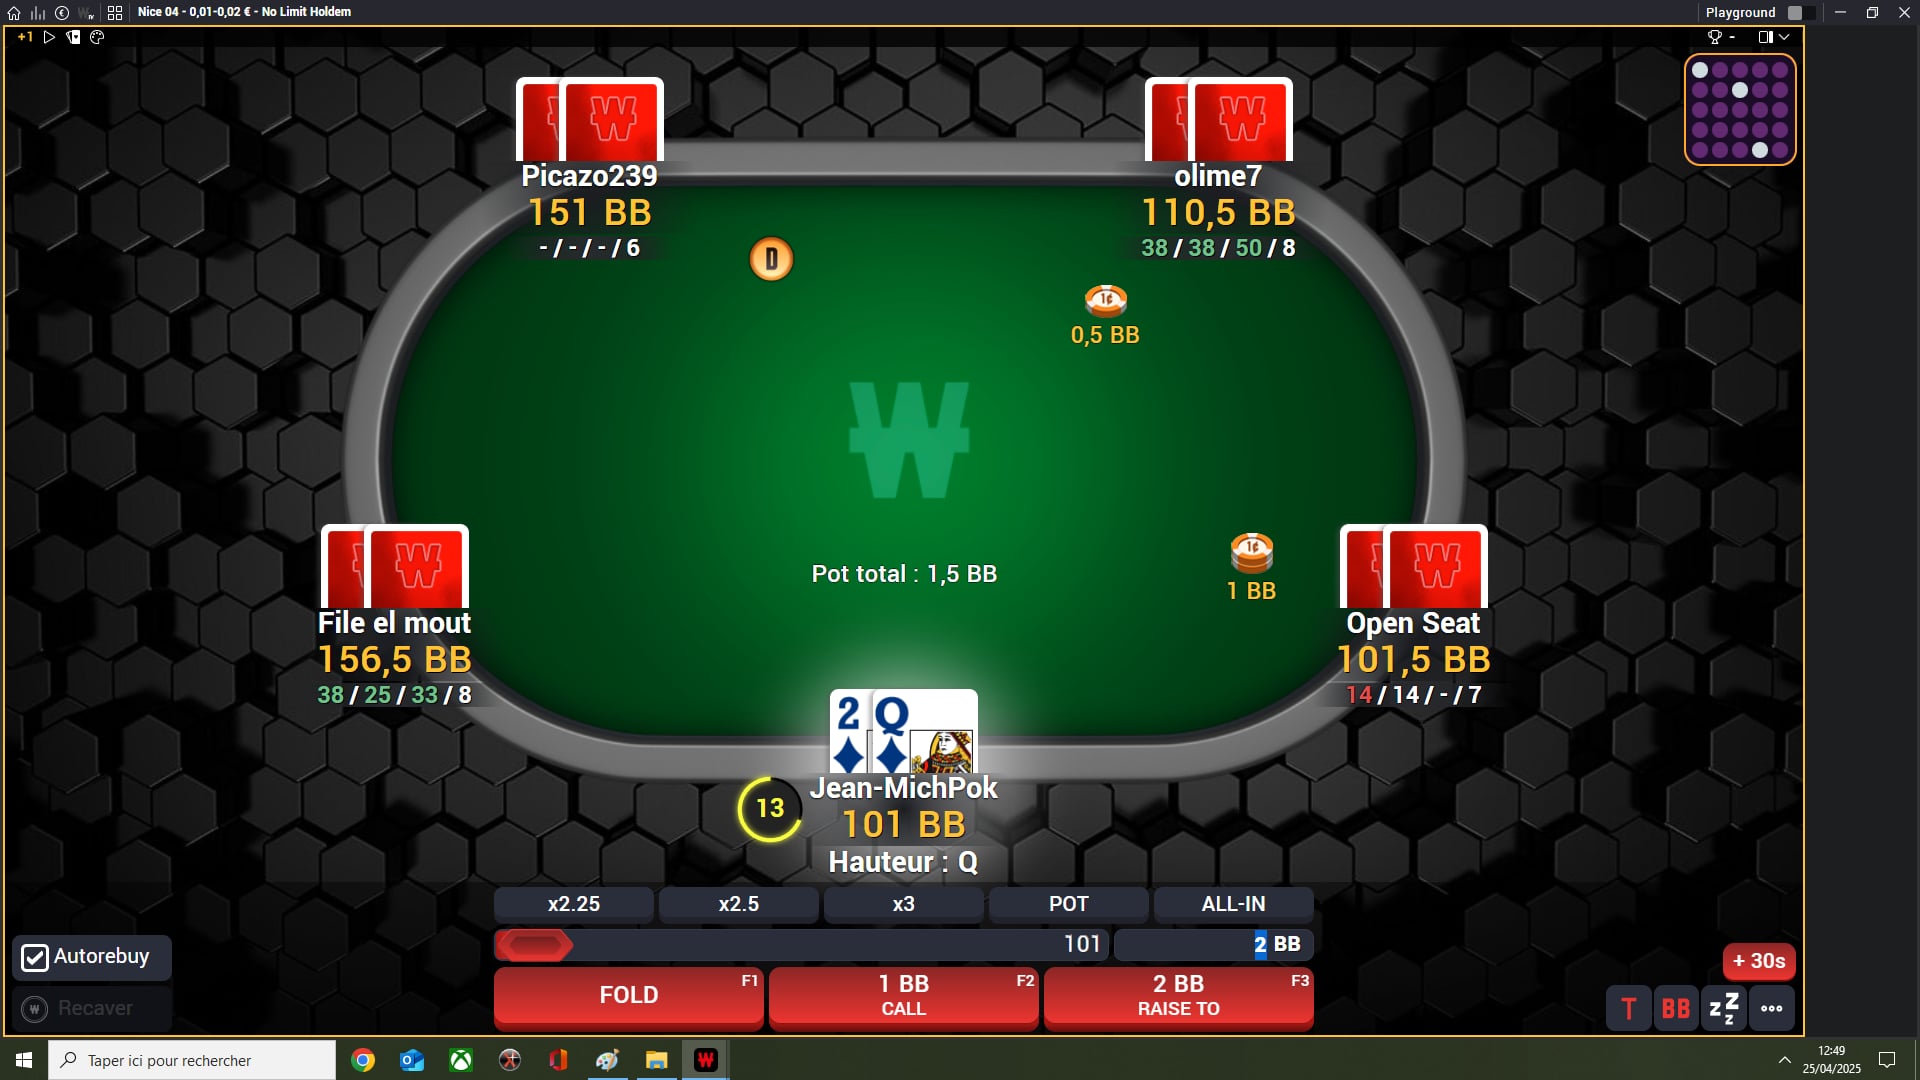 Nice 04 - 0,01-0,02 € - No Limit Holdem
Playground
+1
-
Picazo239
151 BB
- / - / - / 6
olime7
110,5 BB
38 / 38 / 50 / 8
D
1¢
0,5 BB
W
Pot total : 1,5 BB
1¢
1 BB
File el mout
156,5 BB
38 / 25 / 33 / 8
Open Seat
101,5 BB
14 / 14 / - / 7
2 Q
13
Jean-MichPok
101 BB
Hauteur : Q
x2.25
x2.5
x3
POT
ALL-IN
101
2 BB
Autorebuy
Recaver
FOLD
F1
1 BB
CALL
F2
2 BB
RAISE TO
F3
+ 30s
T
BB
zZz
Taper ici pour rechercher
12:49
25/04/2025